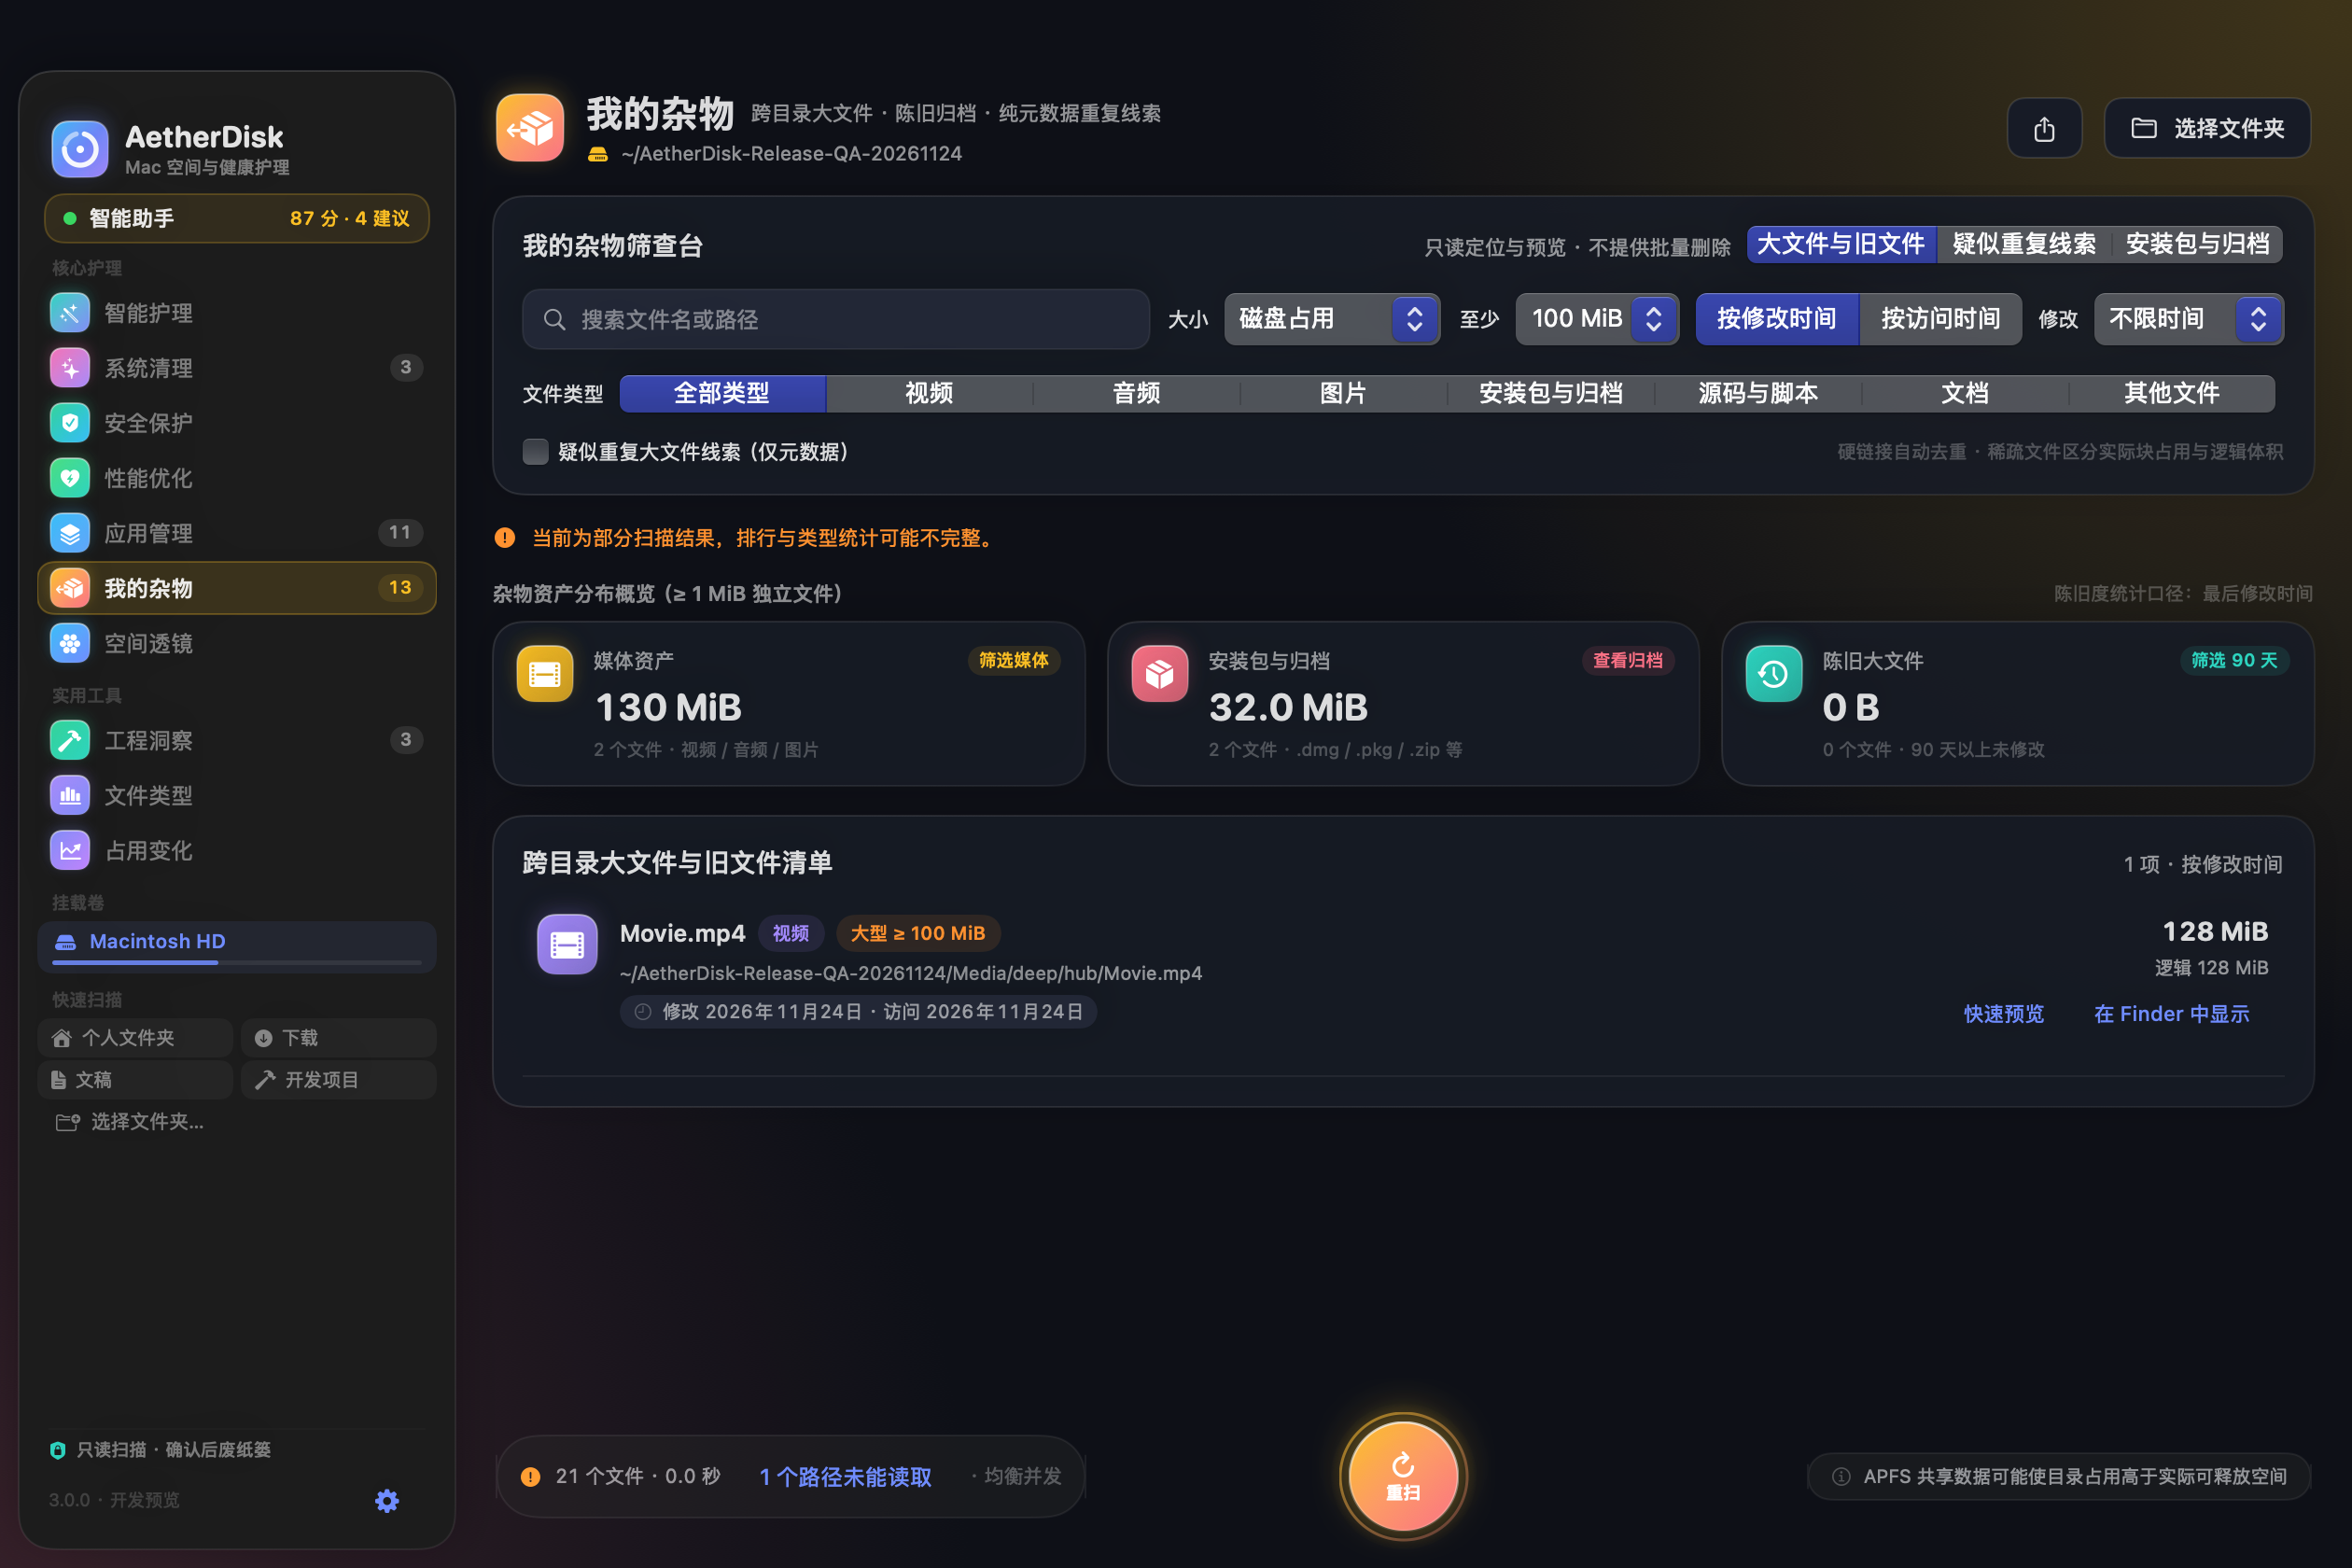 AetherDisk
Mac 空间与健康护理
智能助手 87 分 · 4 建议
核心护理
智能护理
系统清理 3
安全保护
性能优化
应用管理 11
我的杂物 13
空间透镜
实用工具
工程洞察 3
文件类型
占用变化
挂载卷
Macintosh HD
快速扫描
个人文件夹 下载
文稿 开发项目
选择文件夹...
只读扫描 · 确认后废纸篓
3.0.0 · 开发预览
我的杂物 跨目录大文件 · 陈旧归档 · 纯元数据重复线索
~/AetherDisk-Release-QA-20261124
选择文件夹
我的杂物筛查台 只读定位与预览 · 不提供批量删除 大文件与旧文件 疑似重复线索 安装包与归档
搜索文件名或路径 大小 磁盘占用 至少 100 MiB 按修改时间 按访问时间 修改 不限时间
文件类型 全部类型 视频 音频 图片 安装包与归档 源码与脚本 文档 其他文件
疑似重复大文件线索（仅元数据） 硬链接自动去重 · 稀疏文件区分实际块占用与逻辑体积
当前为部分扫描结果，排行与类型统计可能不完整。
杂物资产分布概览（≥ 1 MiB 独立文件） 陈旧度统计口径：最后修改时间
媒体资产 筛选媒体
130 MiB
2 个文件 · 视频 / 音频 / 图片
安装包与归档 查看归档
32.0 MiB
2 个文件 · .dmg / .pkg / .zip 等
陈旧大文件 筛选 90 天
0 B
0 个文件 · 90 天以上未修改
跨目录大文件与旧文件清单 1 项 · 按修改时间
Movie.mp4 视频 大型 ≥ 100 MiB 128 MiB
~/AetherDisk-Release-QA-20261124/Media/deep/hub/Movie.mp4 逻辑 128 MiB
修改 2026年11月24日 · 访问 2026年11月24日 快速预览 在 Finder 中显示
21 个文件 · 0.0 秒 1 个路径未能读取 · 均衡并发
重扫
APFS 共享数据可能使目录占用高于实际可释放空间